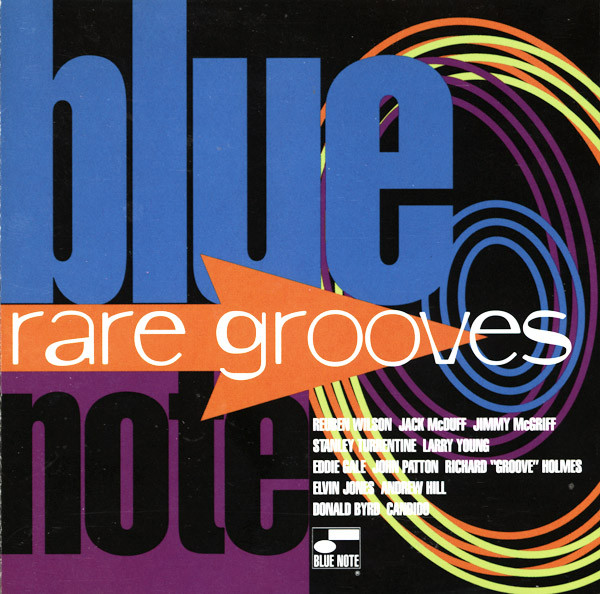 blue
rare grooves
note
REUBEN WILSON JACK McDUFF JIMMY McGRIFF
STANLEY TURRENTINE LARRY YOUNG
EDDIE GALE JOHN PATTON RICHARD "GROOVE" HOLMES
ELVIN JONES ANDREW HILL
DONALD BYRD CANDIDO
BLUE NOTE
®